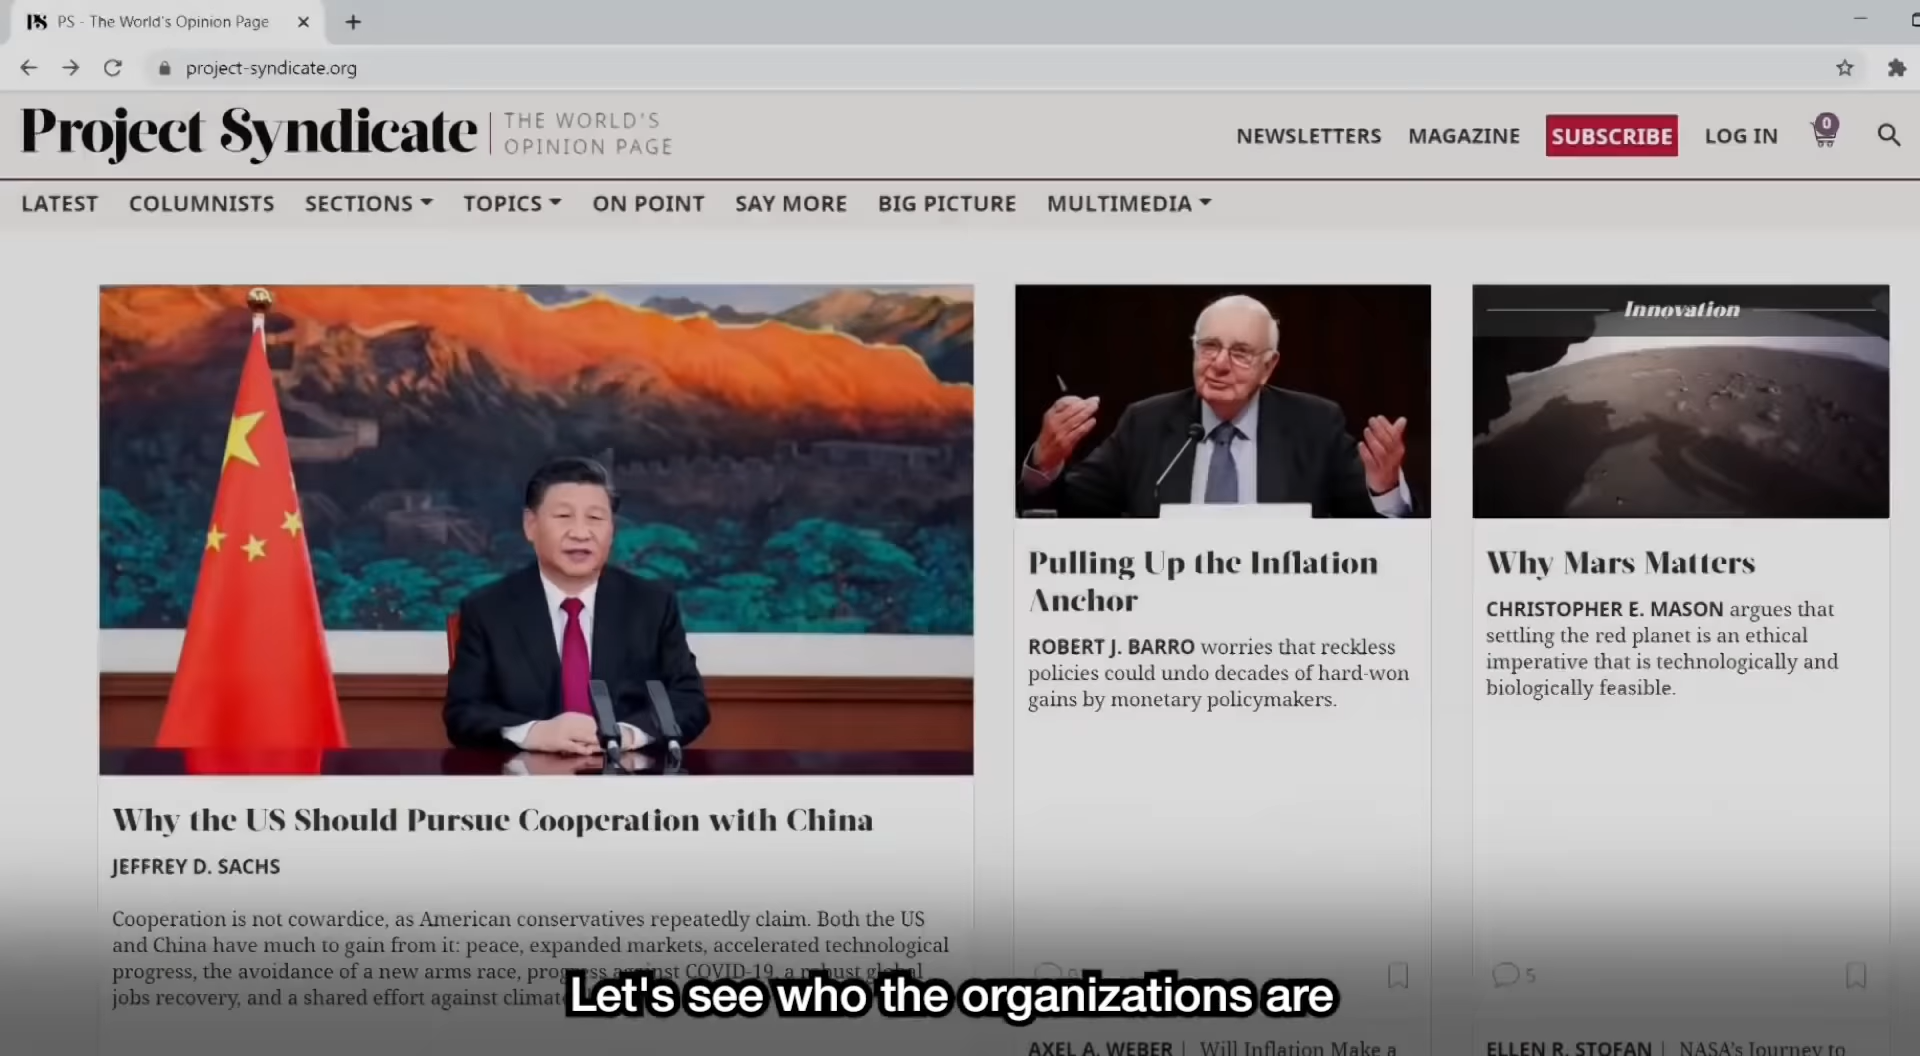 PS - The World's Opinion Page
project-syndicate.org
Project Syndicate
THE WORLD'S
OPINION PAGE
NEWSLETTERS MAGAZINE SUBSCRIBE LOG IN 0
LATEST COLUMNISTS SECTIONS TOPICS ON POINT SAY MORE BIG PICTURE MULTIMEDIA
Why the US Should Pursue Cooperation with China
JEFFREY D. SACHS
Cooperation is not cowardice, as American conservatives repeatedly claim. Both the US
and China have much to gain from it: peace, expanded markets, accelerated technological
progress, the avoidance of a new arms race, progress against COVID-19, a robust global
jobs recovery, and a shared effort against
Pulling Up the Inflation
Anchor
ROBERT J. BARRO worries that reckless
policies could undo decades of hard-won
gains by monetary policymakers.
AXEL A. WEBER | Will Inflation Make a
Innovation
Why Mars Matters
CHRISTOPHER E. MASON argues that
settling the red planet is an ethical
imperative that is technologically and
biologically feasible.
5
ELLEN R. STOFAN | NASA's Journey to
Let's see who the organizations are